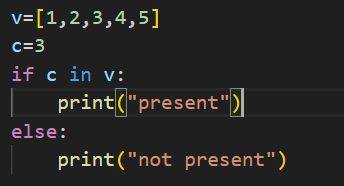 v=[1,2,3,4,5]
c=3
if c in v:
    print("present")
else:
    print("not present")